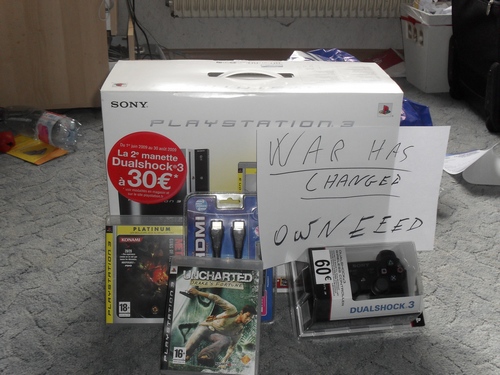 SONY
PLAYSTATION 3
La 2e manette
Dualshock•3
à 30€*
WAR HAS
CHANGED
OWNEEED
PLATINUM
KONAMI
18
HDMI
UNCHARTED
DRAKE'S FORTUNE
16
60€
DUALSHOCK 3